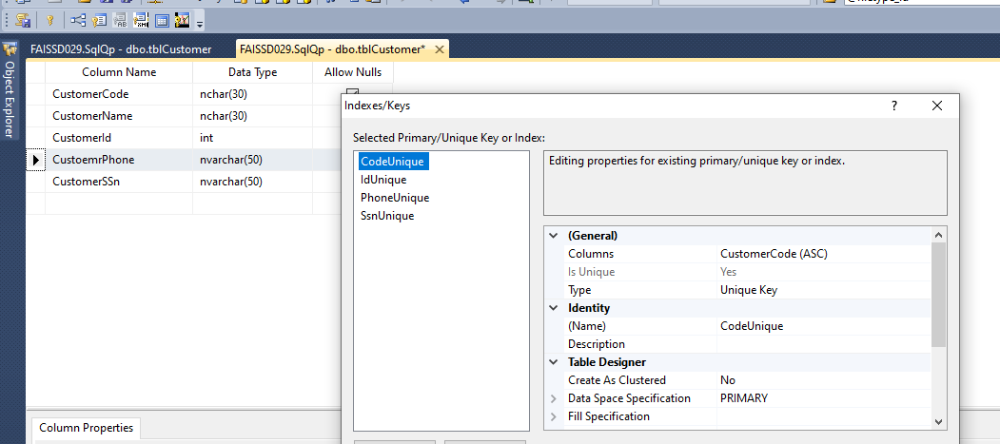 @filetype_id
FAISSD029.SqlQp - dbo.tblCustomer FAISSD029.SqlQp - dbo.tblCustomer*
Object Explorer
Column Name Data Type Allow Nulls
CustomerCode nchar(30)
CustomerName nchar(30)
CustomerId int
CustoemrPhone nvarchar(50)
CustomerSSn nvarchar(50)
Indexes/Keys
Selected Primary/Unique Key or Index:
CodeUnique
IdUnique
PhoneUnique
SsnUnique
Editing properties for existing primary/unique key or index.
(General)
Columns CustomerCode (ASC)
Is Unique Yes
Type Unique Key
Identity
(Name) CodeUnique
Description
Table Designer
Create As Clustered No
Data Space Specification PRIMARY
Fill Specification
Column Properties